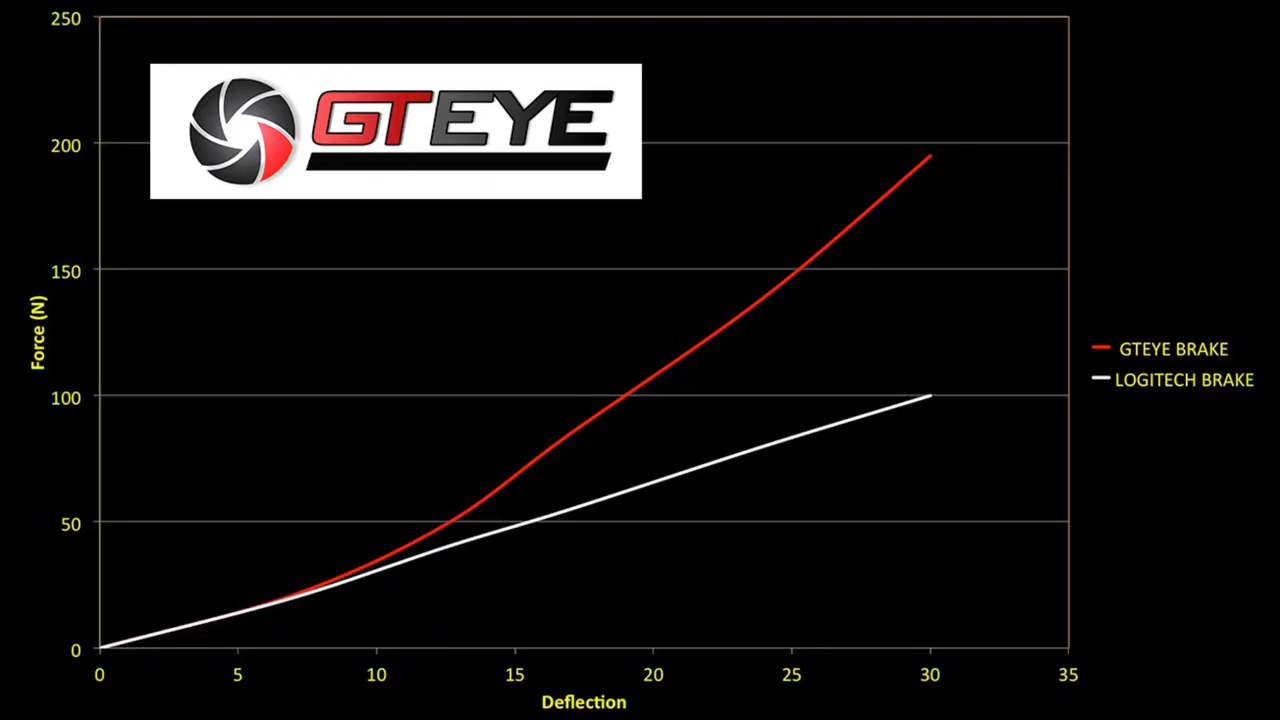 250
GTEYE
200
150
Force (N)
GTEYE BRAKE
LOGITECH BRAKE
100
50
0
0 5 10 15 20 25 30 35
Deflection